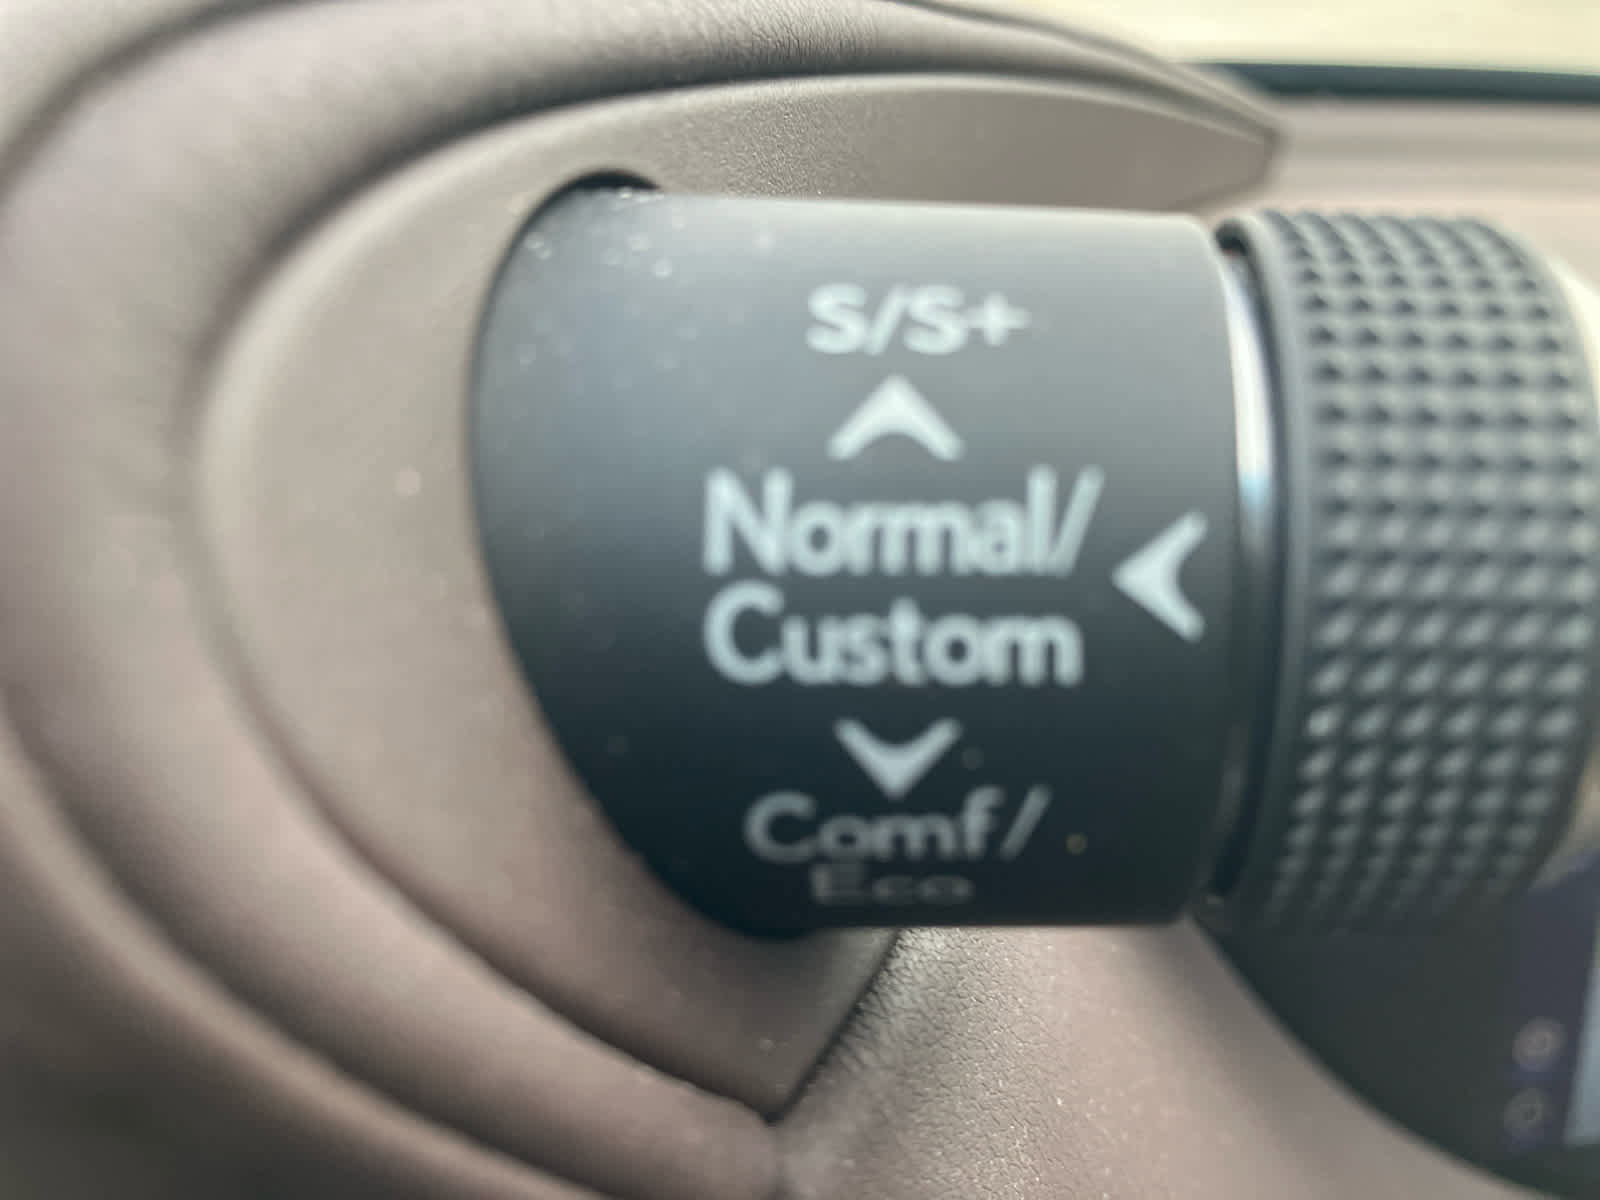 S/S+
Normal/
Custom
Comf/
Eco